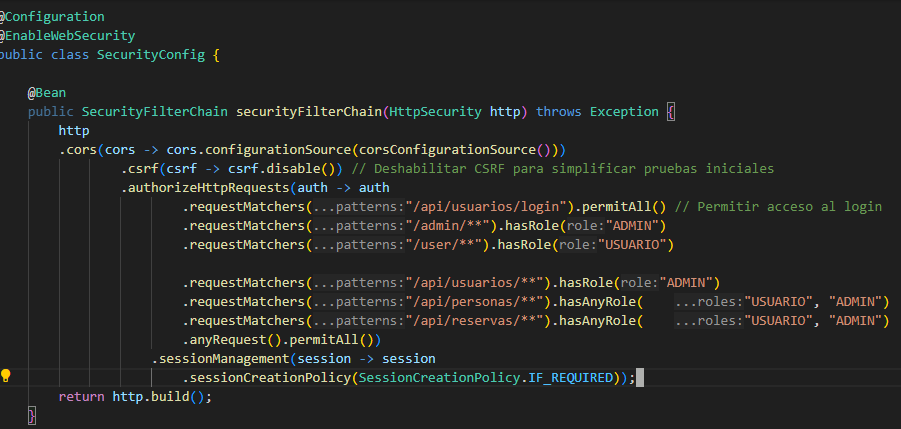 @Configuration
@EnableWebSecurity
public class SecurityConfig {
@Bean
public SecurityFilterChain securityFilterChain(HttpSecurity http) throws Exception {
http
.cors(cors -> cors.configurationSource(corsConfigurationSource()))
.csrf(csrf -> csrf.disable()) // Deshabilitar CSRF para simplificar pruebas iniciales
.authorizeHttpRequests(auth -> auth
.requestMatchers(...patterns:"/api/usuarios/login").permitAll() // Permitir acceso al login
.requestMatchers(...patterns:"/admin/**").hasRole(role:"ADMIN")
.requestMatchers(...patterns:"/user/**").hasRole(role:"USUARIO")
.requestMatchers(...patterns:"/api/usuarios/**").hasRole(role:"ADMIN")
.requestMatchers(...patterns:"/api/personas/**").hasAnyRole(...roles:"USUARIO", "ADMIN")
.requestMatchers(...patterns:"/api/reservas/**").hasAnyRole(...roles:"USUARIO", "ADMIN")
.anyRequest().permitAll())
.sessionManagement(session -> session
.sessionCreationPolicy(SessionCreationPolicy.IF_REQUIRED));
return http.build();
}